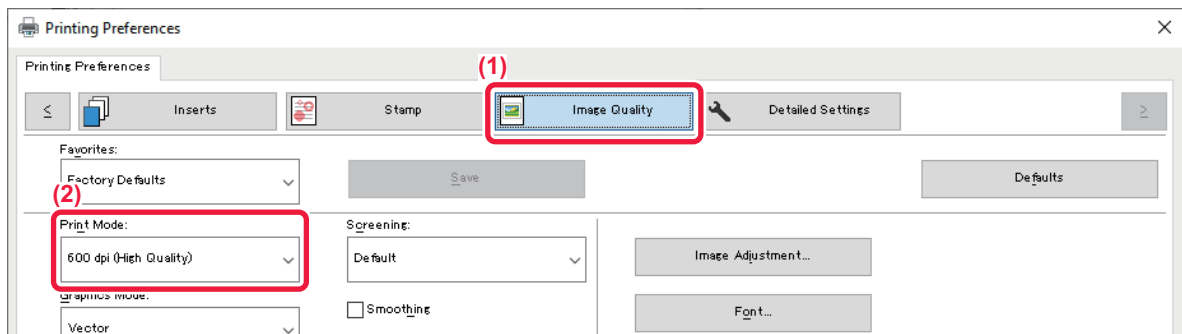 Printing Preferences
Printing Preferences
(1)
< Inserts Stamp Image Quality Detailed Settings >
Favorites:
Factory Defaults Save Defaults
(2)
Print Mode: Screening:
600 dpi (High Quality) Default Image Adjustment...
Graphics Mode: Smoothing Font...
Vector